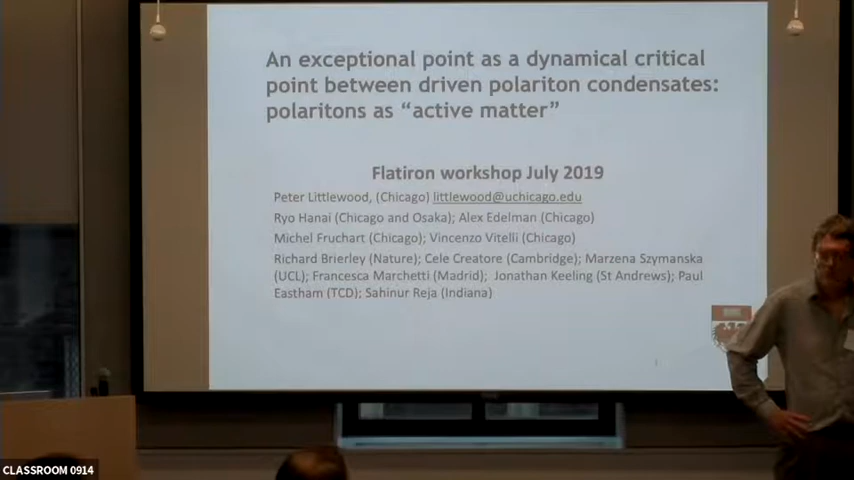 An exceptional point as a dynamical critical
point between driven polariton condensates:
polaritons as “active matter”
Flatiron workshop July 2019
Peter Littlewood, (Chicago) littlewood@uchicago.edu
Ryo Hanai (Chicago and Osaka); Alex Edelman (Chicago)
Michel Fruchart (Chicago); Vincenzo Vitelli (Chicago)
Richard Brierley (Nature); Cele Creatore (Cambridge); Marzena Szymanska
(UCL); Francesca Marchetti (Madrid); Jonathan Keeling (St Andrews); Paul
Eastham (TCD); Sahinur Reja (Indiana)
1
CLASSROOM 0914